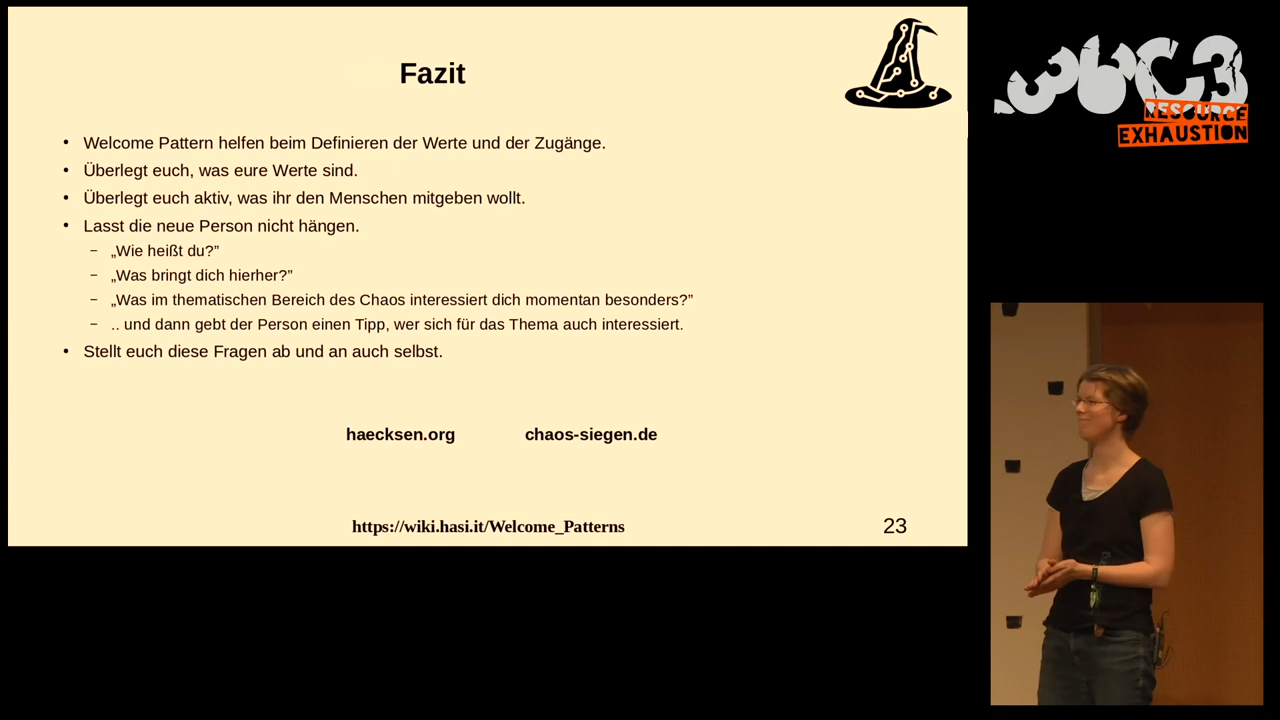 Fazit
• Welcome Pattern helfen beim Definieren der Werte und der Zugänge.
• Überlegt euch, was eure Werte sind.
• Überlegt euch aktiv, was ihr den Menschen mitgeben wollt.
• Lasst die neue Person nicht hängen.
– „Wie heißt du?”
– „Was bringt dich hierher?”
– „Was im thematischen Bereich des Chaos interessiert dich momentan besonders?”
– .. und dann gebt der Person einen Tipp, wer sich für das Thema auch interessiert.
• Stellt euch diese Fragen ab und an auch selbst.
haecksen.org chaos-siegen.de
https://wiki.hasi.it/Welcome_Patterns 23
36C3
RESOURCE
EXHAUSTION